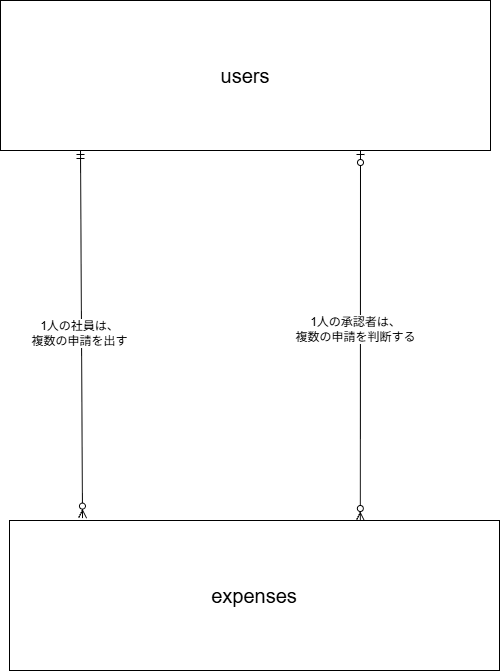 users
1人の社員は、
複数の申請を出す
1人の承認者は、
複数の申請を判断する
expenses